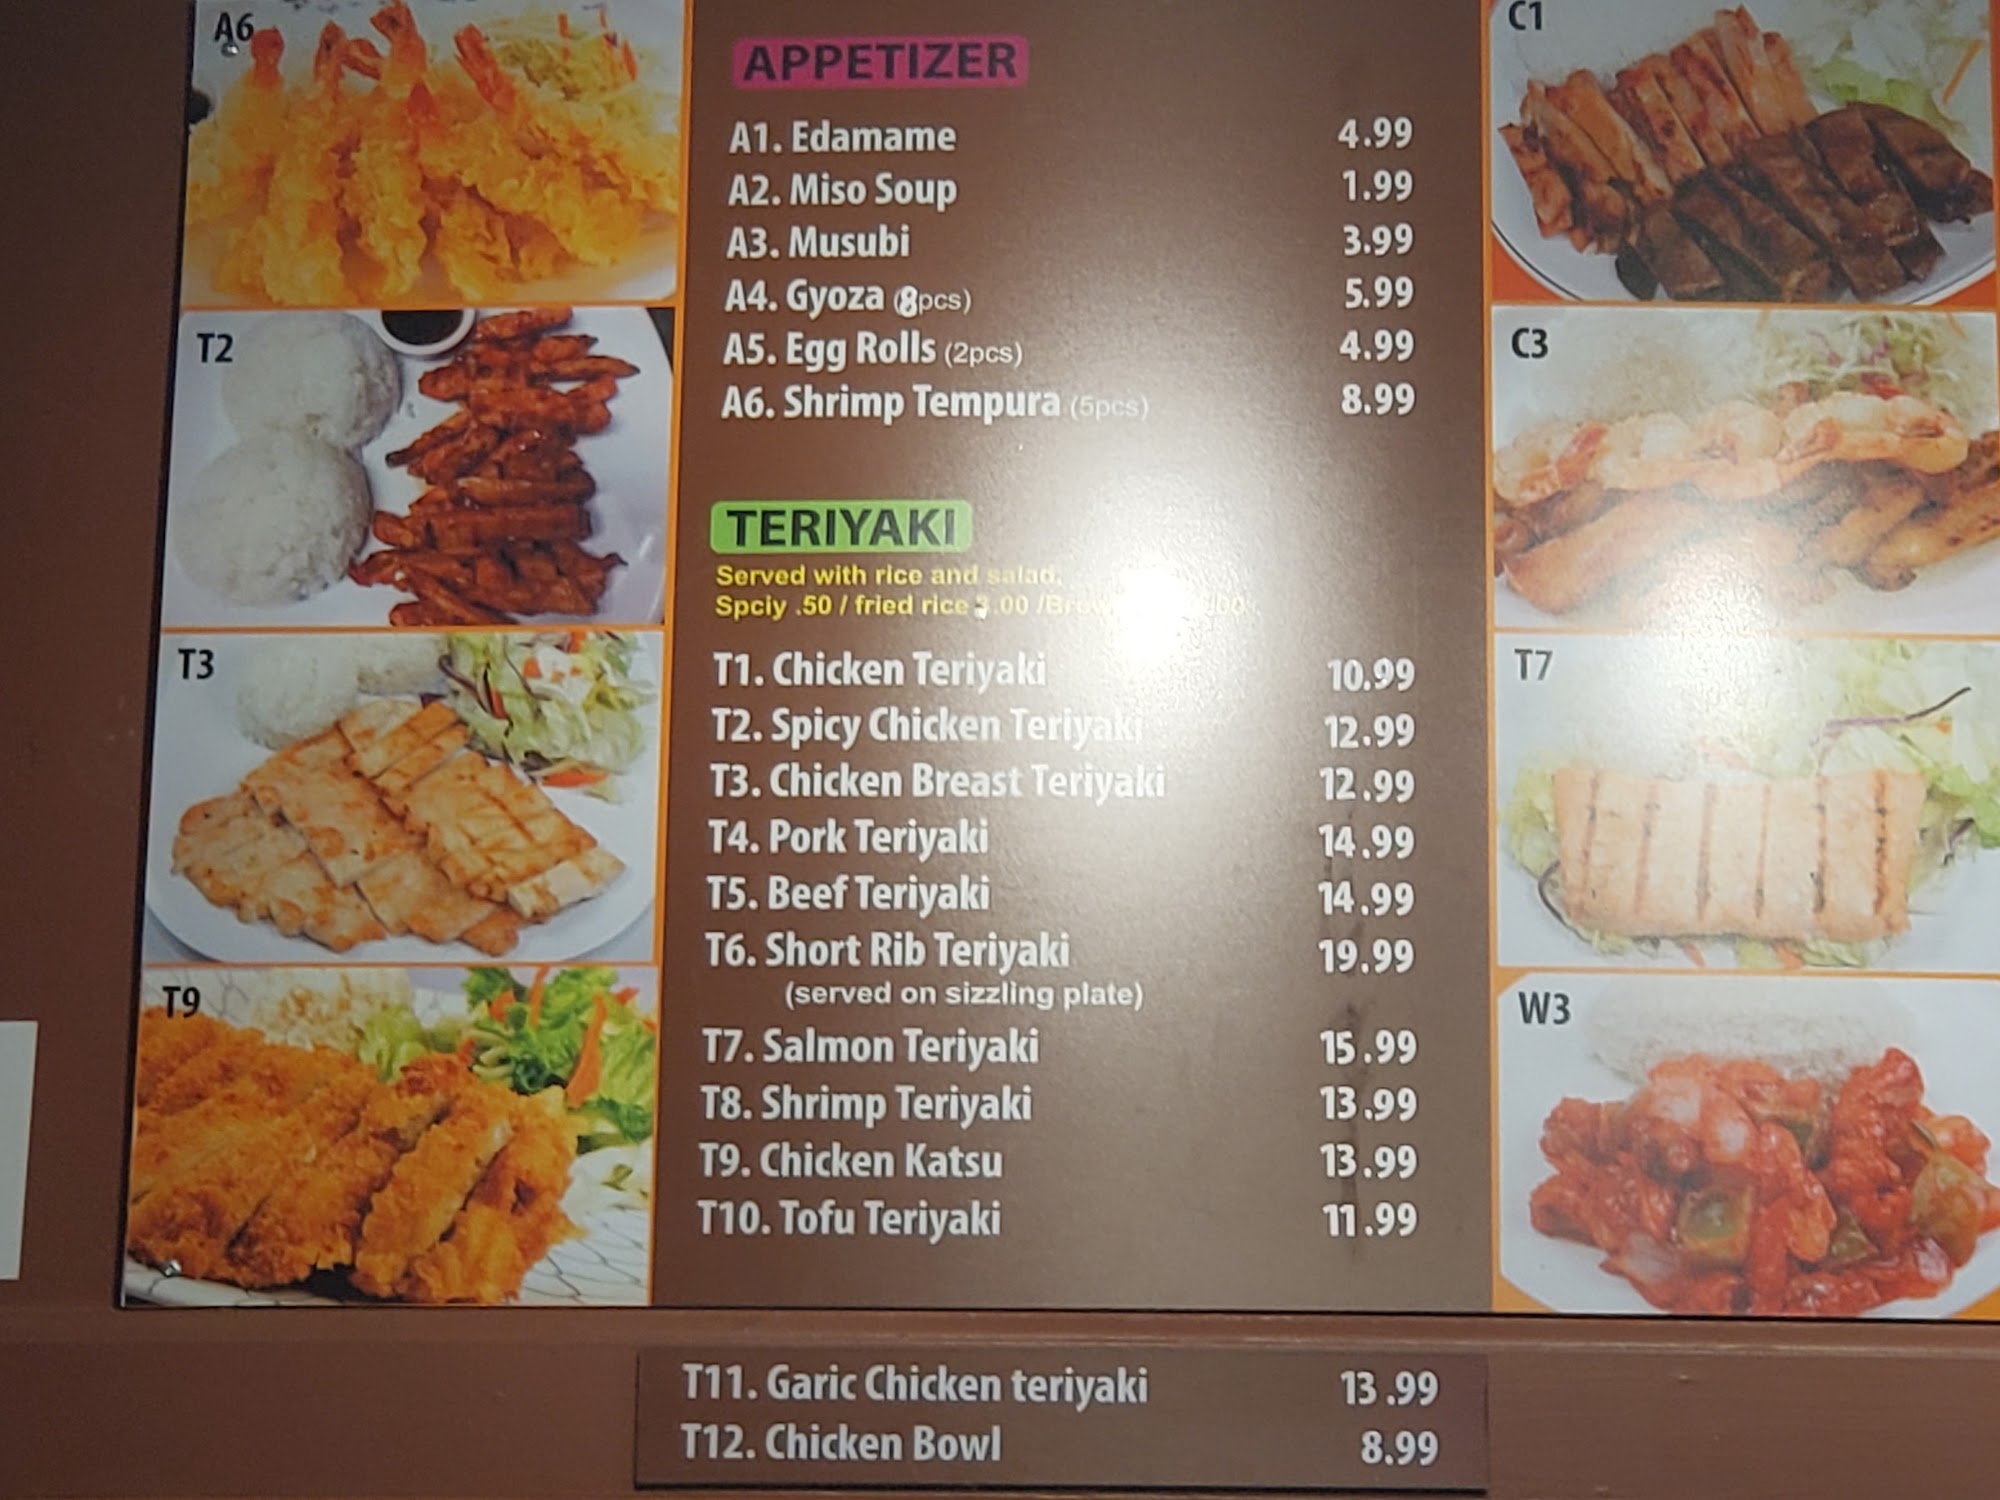 A6
T2
T3
T9
APPETIZER
A1. Edamame 4.99
A2. Miso Soup 1.99
A3. Musubi 3.99
A4. Gyoza (8pcs) 5.99
A5. Egg Rolls (2pcs) 4.99
A6. Shrimp Tempura (5pcs) 8.99
TERIYAKI
Served with rice and salad.
Spciy .50 / fried rice 3.00 /
T1. Chicken Teriyaki 10.99
T2. Spicy Chicken Teriyaki 12.99
T3. Chicken Breast Teriyaki 12.99
T4. Pork Teriyaki 14.99
T5. Beef Teriyaki 14.99
T6. Short Rib Teriyaki 19.99
(served on sizzling plate)
T7. Salmon Teriyaki 15.99
T8. Shrimp Teriyaki 13.99
T9. Chicken Katsu 13.99
T10. Tofu Teriyaki 11.99
T11. Garic Chicken teriyaki 13.99
T12. Chicken Bowl 8.99
C1
C3
T7
W3